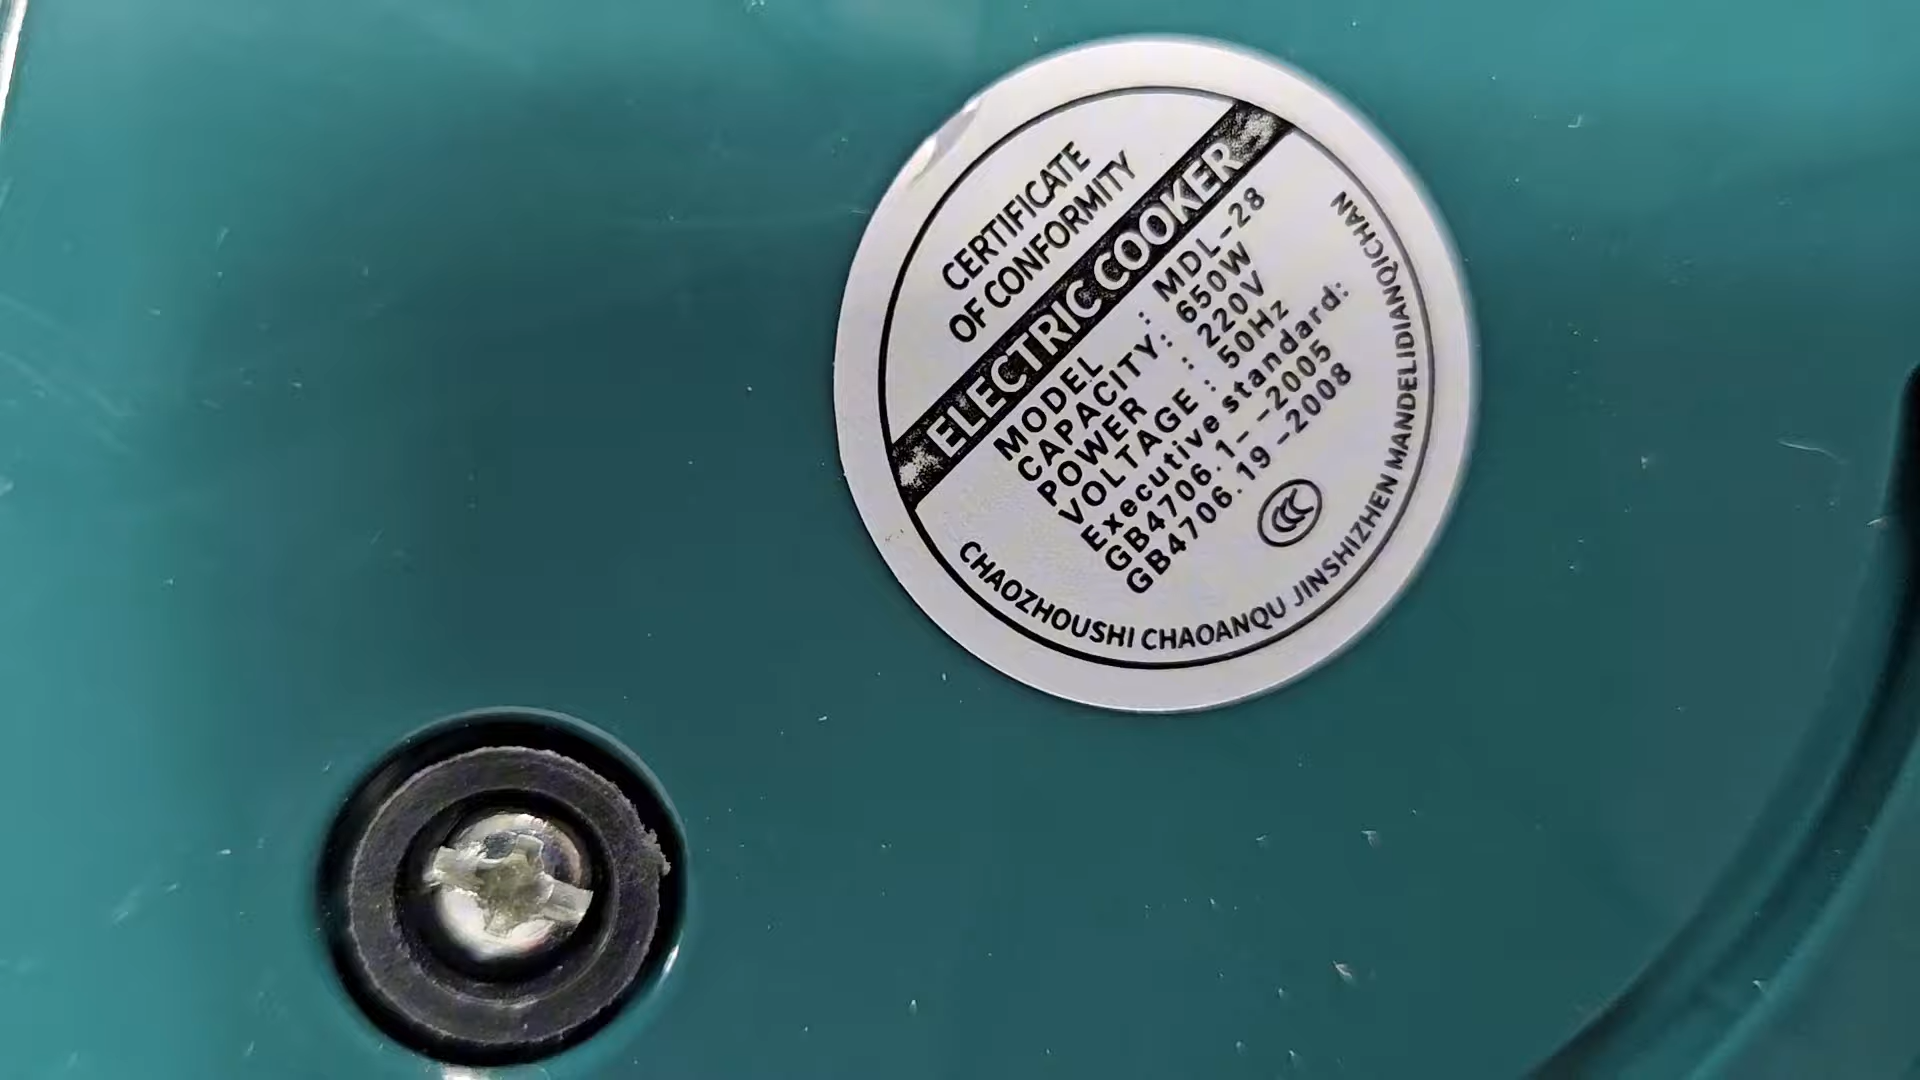 CERTIFICATE
OF CONFORMITY
ELECTRIC COOKER
MODEL : MDL-28
CAPACITY: 650W
POWER : 220V
VOLTAGE : 50Hz
Executive standard:
GB4706.1--2005
GB4706.19-2008
CCC
CHAOZHOUSHI CHAOANQU JINSHIZHEN MANDELIDIANQICHAN